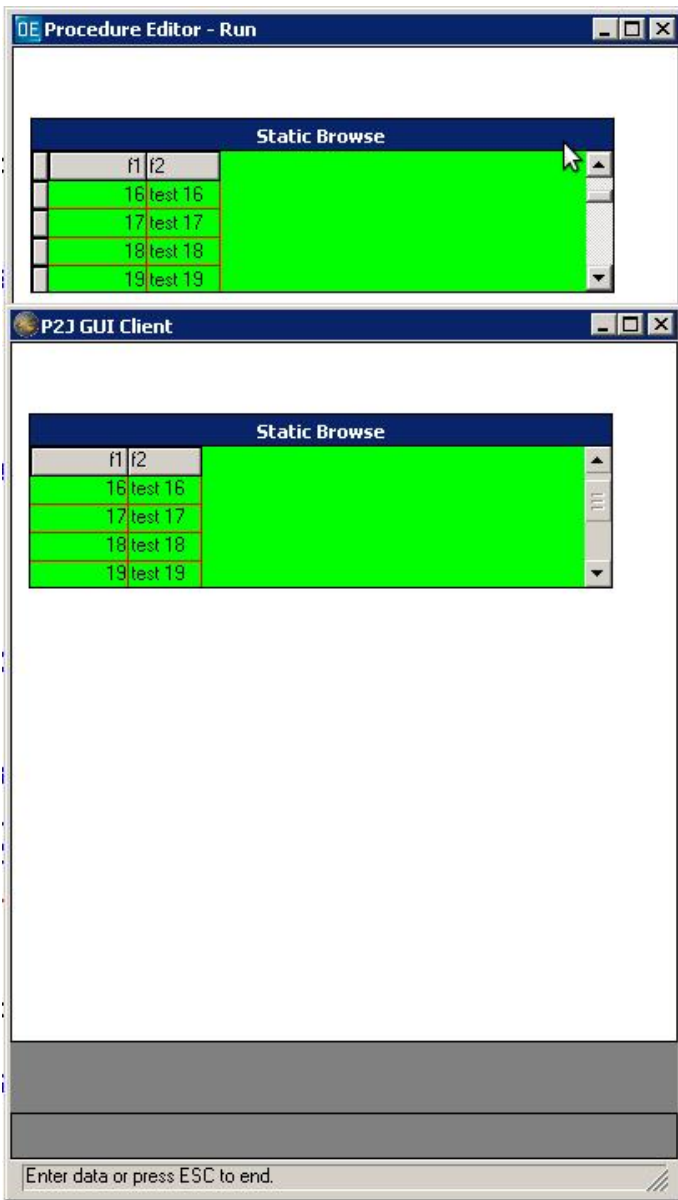 OE Procedure Editor - Run
Static Browse
f1 f2
16 test 16
17 test 17
18 test 18
19 test 19
P2J GUI Client
Static Browse
f1 f2
16 test 16
17 test 17
18 test 18
19 test 19
Enter data or press ESC to end.